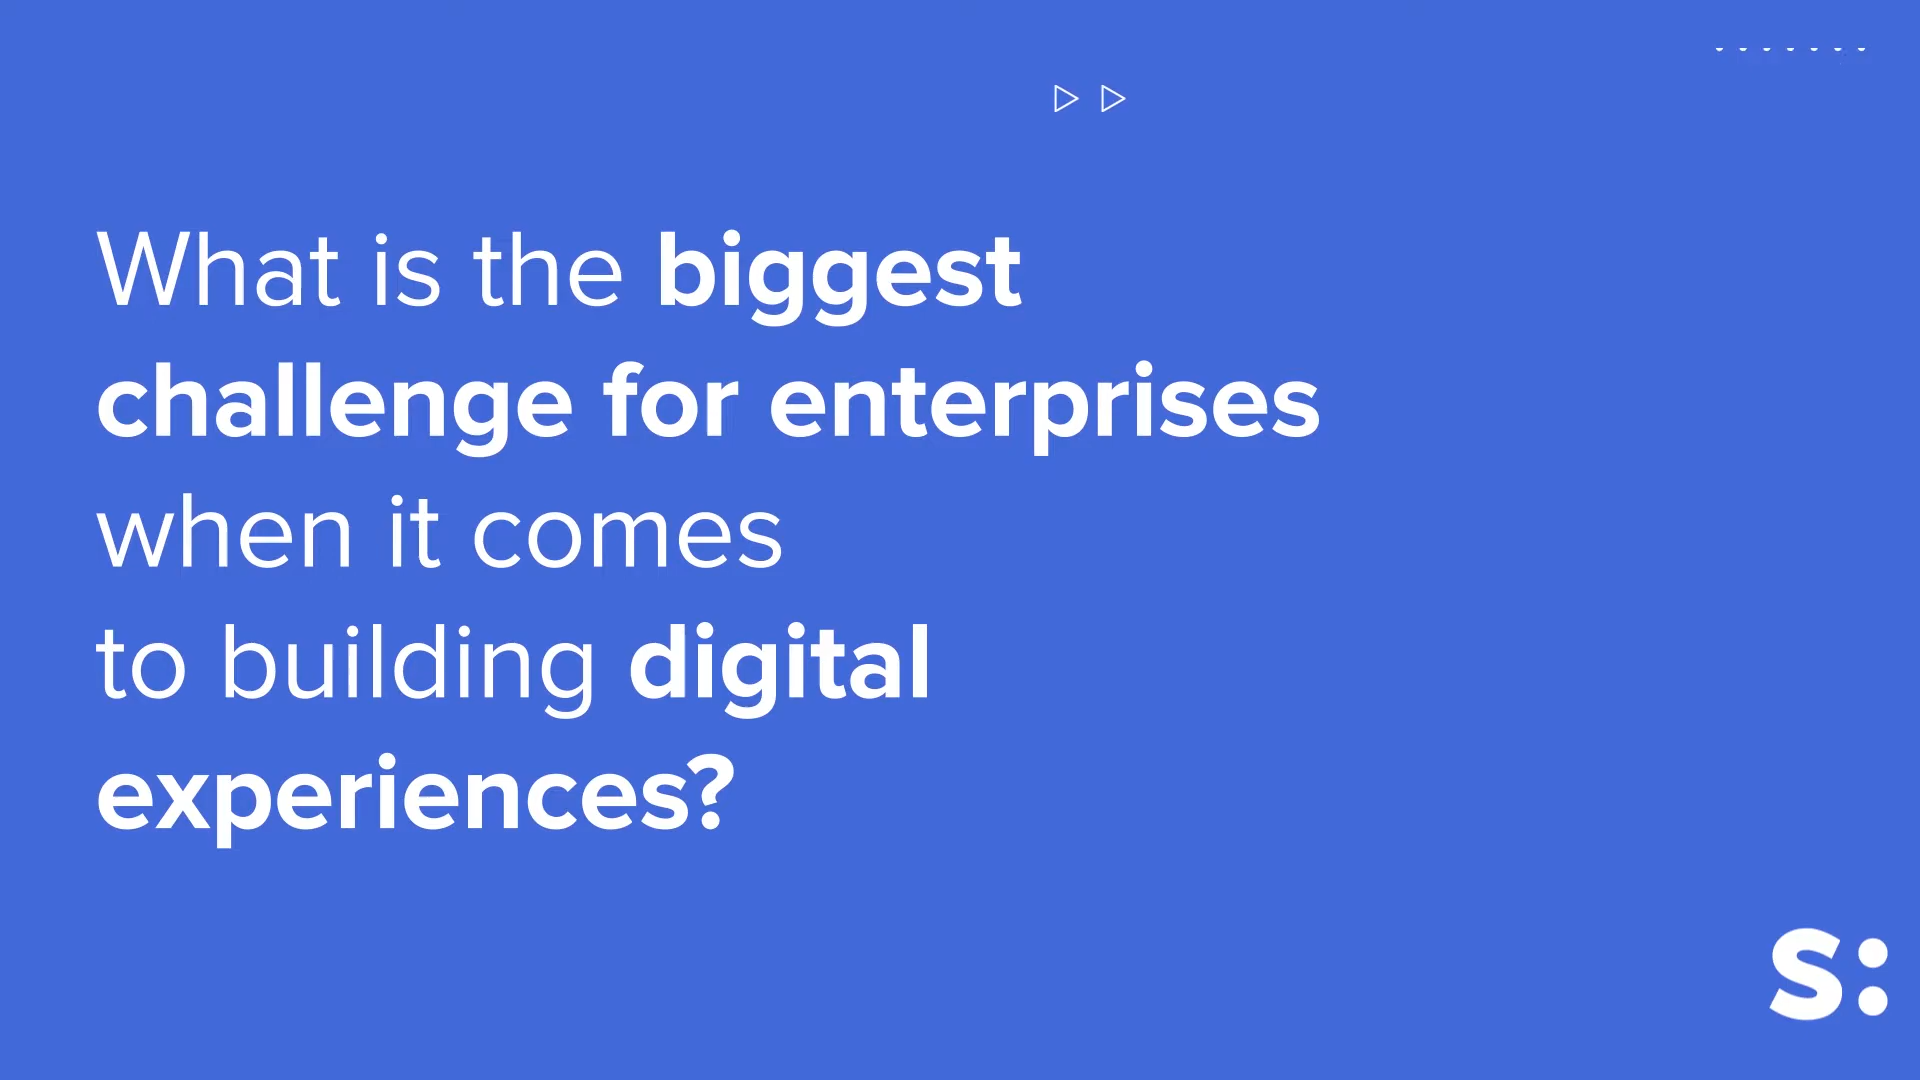 What is the biggest
challenge for enterprises
when it comes
to building digital
experiences?
s: